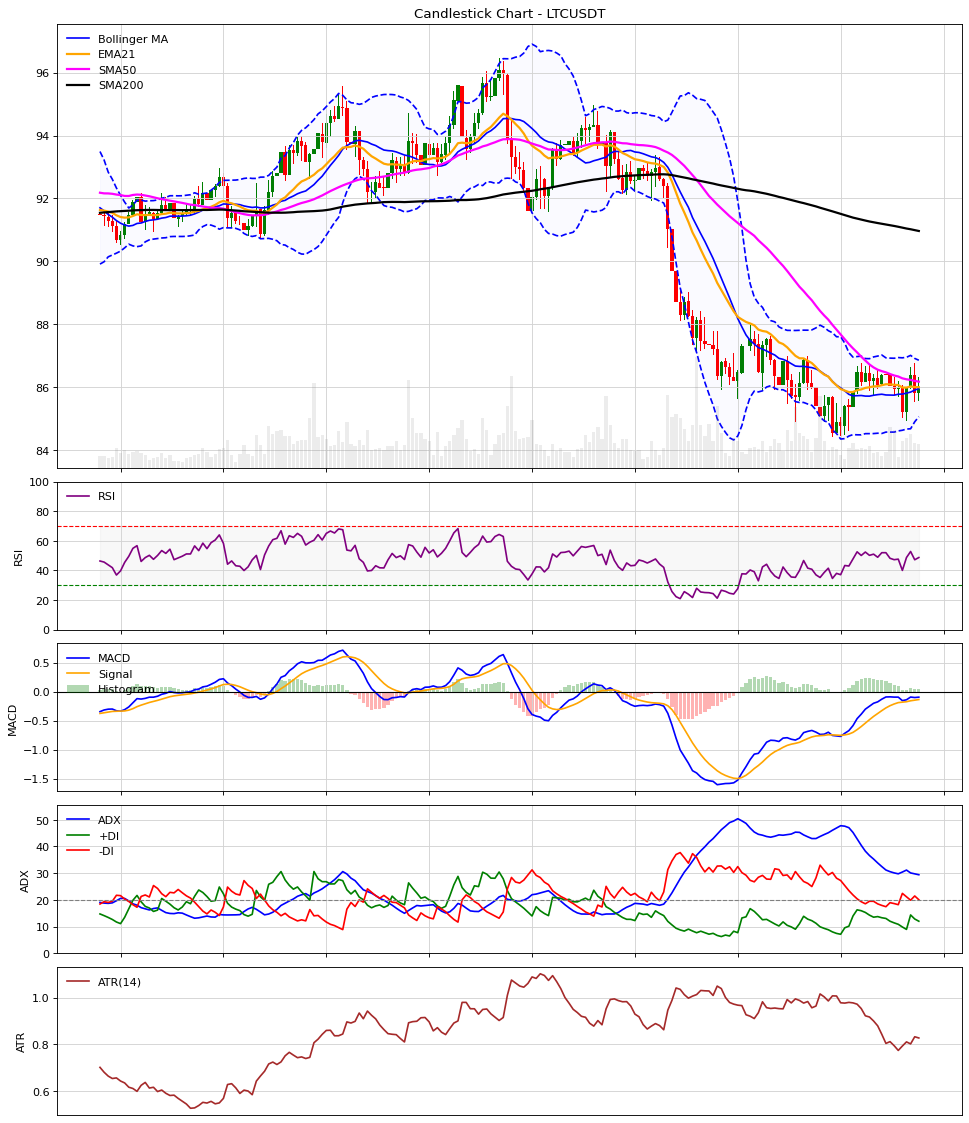 Candlestick Chart - LTCUSDT
Bollinger MA
EMA21
SMA50
SMA200
96
94
92
90
88
86
84
RSI
RSI
100
80
60
40
20
0
MACD
Signal
Histogram
MACD
0.5
0.0
−0.5
−1.0
−1.5
ADX
+DI
-DI
ADX
50
40
30
20
10
0
ATR(14)
ATR
1.0
0.8
0.6